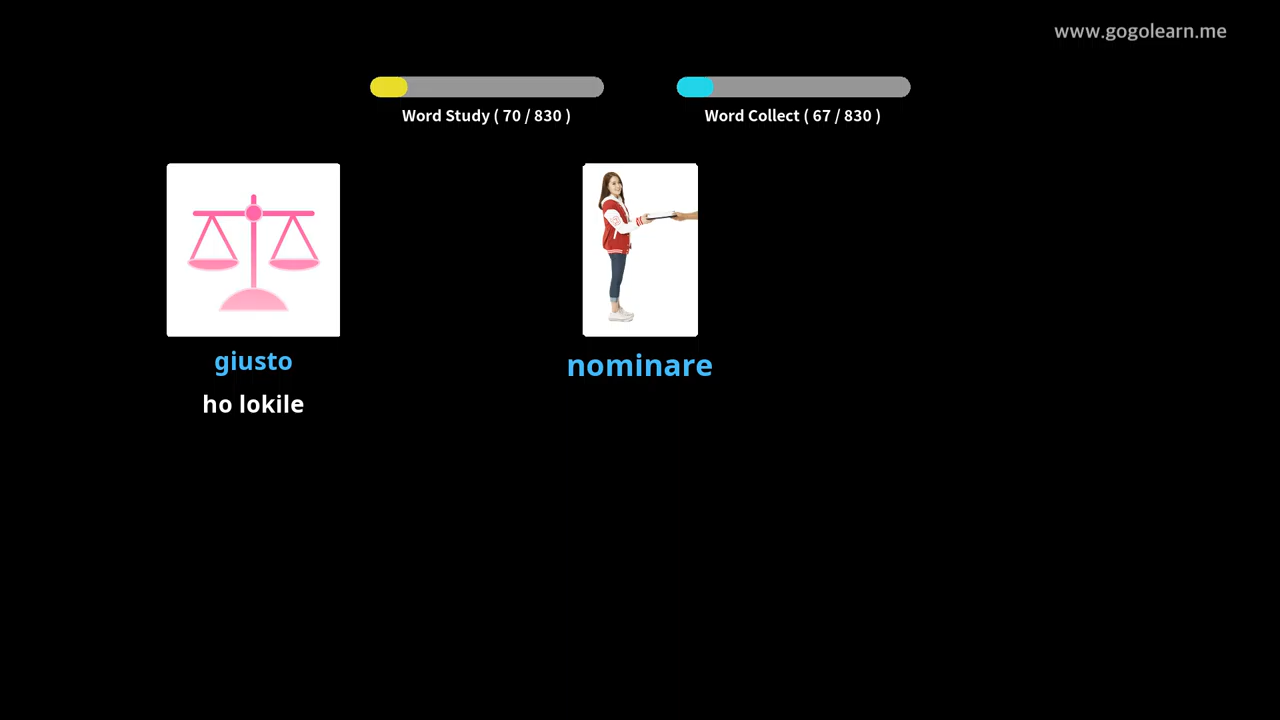 www.gogolearn.me
Word Study ( 70 / 830 )
Word Collect ( 67 / 830 )
giusto
ho lokile
nominare